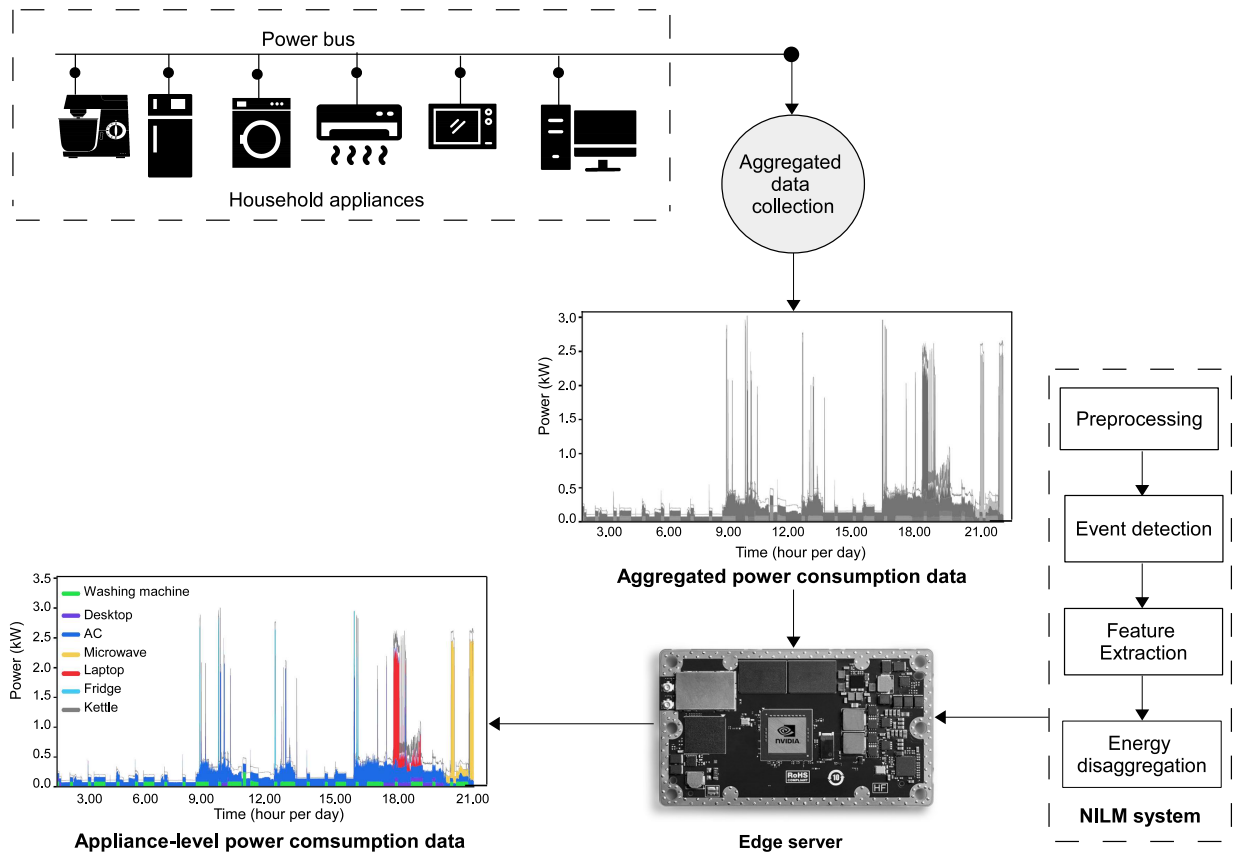 Power bus
Household appliances
Aggregated
data
collection
Power (kW)
3.0
2.5
2.0
1.5
1.0
0.5
0.0
3.00
6.00
9.00
12.00
15.00
18.00
21.00
Time (hour per day)
Aggregated power consumption data
Preprocessing
Event detection
Feature
Extraction
Energy
disaggregation
NILM system
Power (kW)
3.5
3.0
2.5
2.0
1.5
1.0
0.5
0.0
Washing machine
Desktop
AC
Microwave
Laptop
Fridge
Kettle
3.00
6.00
9.00
12.00
15.00
18.00
21.00
Time (hour per day)
Appliance-level power comsumption data
NVIDIA
RoHS
COMPLIANT
10
HF
Edge server